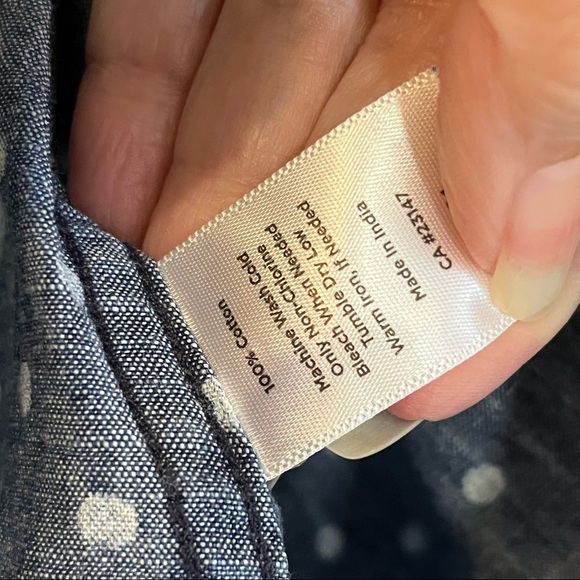 100% Cotton
Machine Wash Cold
Only Non-Chlorine
Bleach When Needed
Tumble Dry Low
Warm Iron, If Needed
Made In India
CA #23147